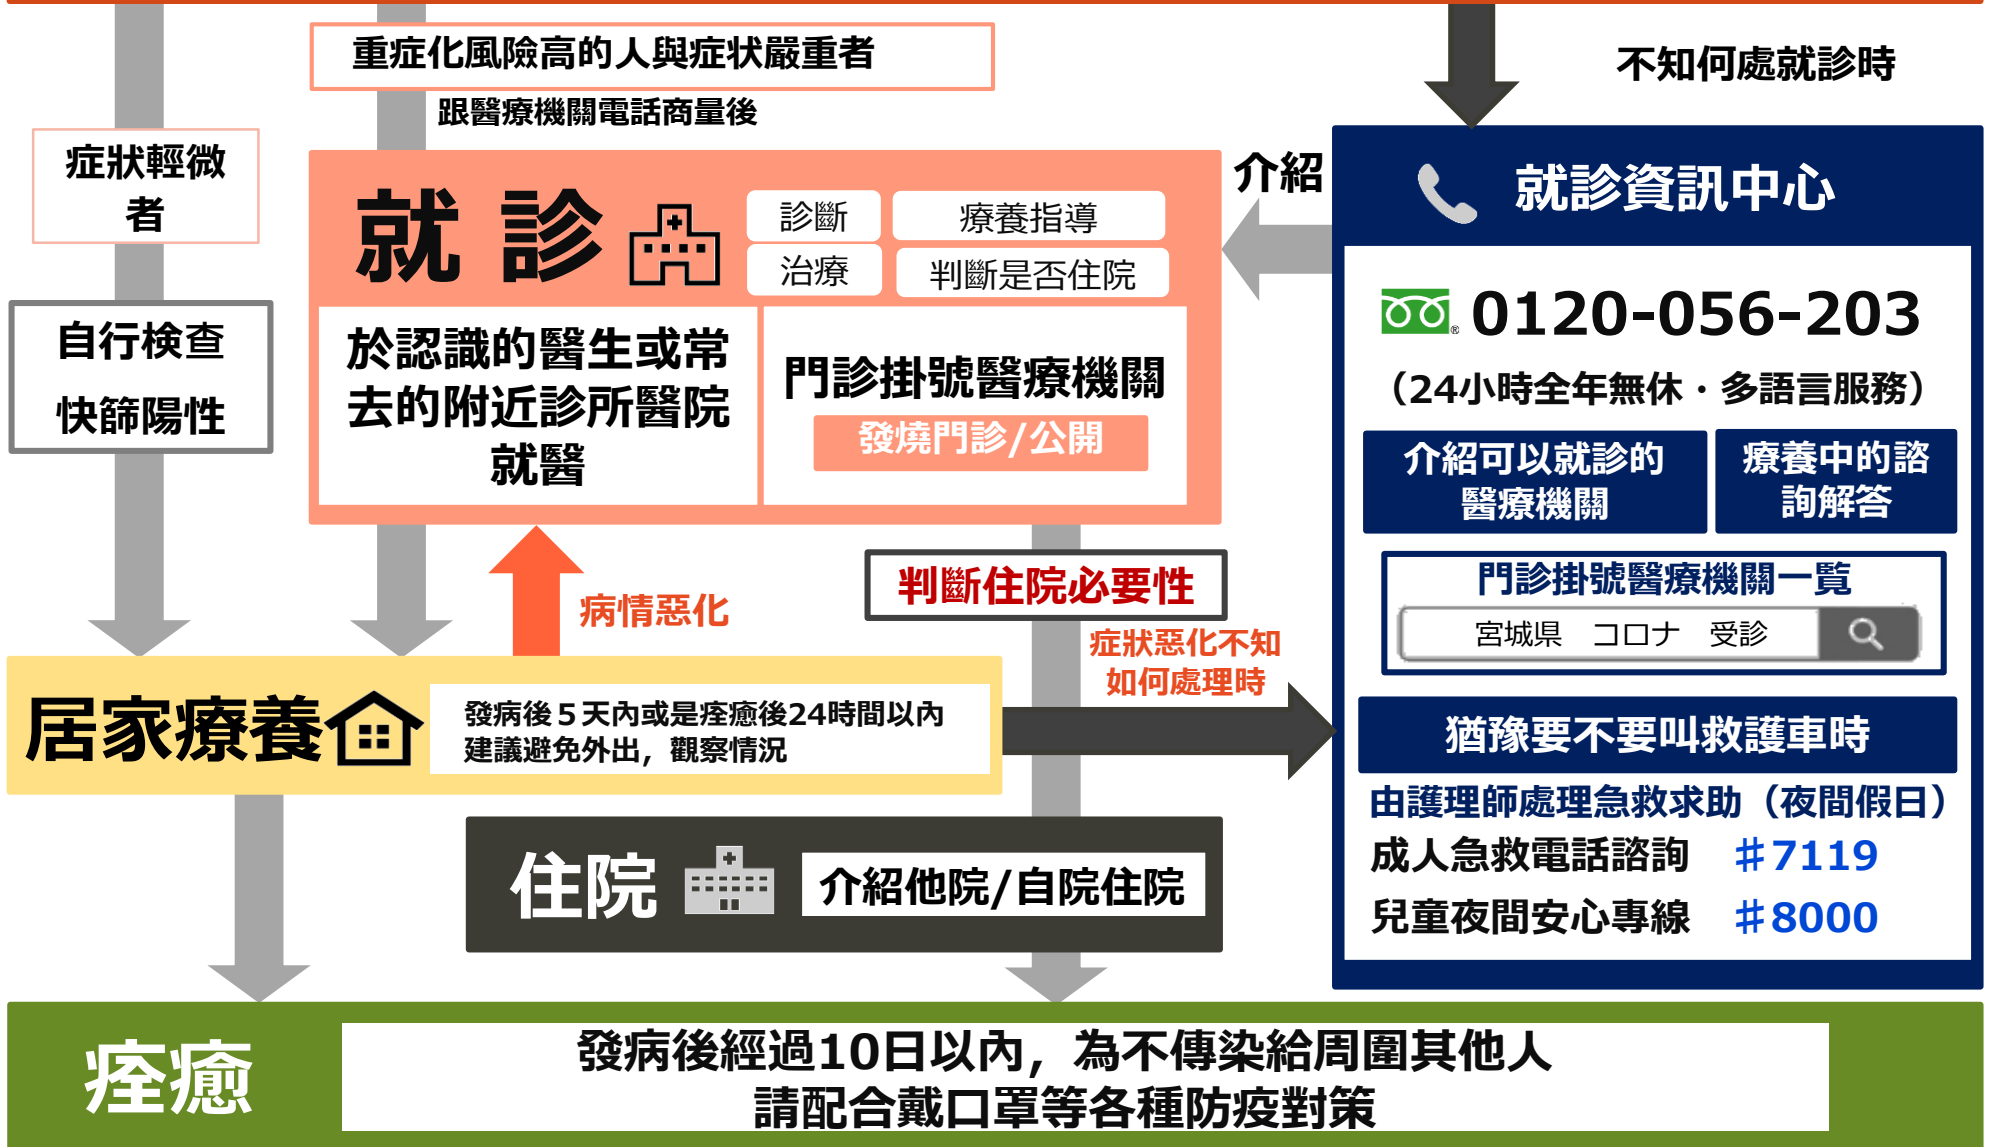 重症化風險高的人與症状嚴重者
跟醫療機關電話商量後
不知何處就診時
症狀輕微
者
自行検查
快篩陽性
就 診
診斷
療養指導
治療
判斷是否住院
於認識的醫生或常
去的附近診所醫院
就醫
門診掛號醫療機關
發燒門診/公開
介紹
就診資訊中心
0120-056-203
（24小時全年無休・多語言服務）
介紹可以就診的
醫療機關
療養中的諮
詢解答
門診掛號醫療機關一覧
宮城県 コロナ 受診
猶豫要不要叫救護車時
由護理師處理急救求助（夜間假日）
成人急救電話諮詢 ＃7119
兒童夜間安心專線 ＃8000
病情惡化
判斷住院必要性
症狀惡化不知
如何處理時
居家療養
發病後５天內或是痊癒後24時間以內
建議避免外出，觀察情況
住院
介紹他院/自院住院
痊癒
發病後經過10日以內，為不傳染給周圍其他人
請配合戴口罩等各種防疫對策